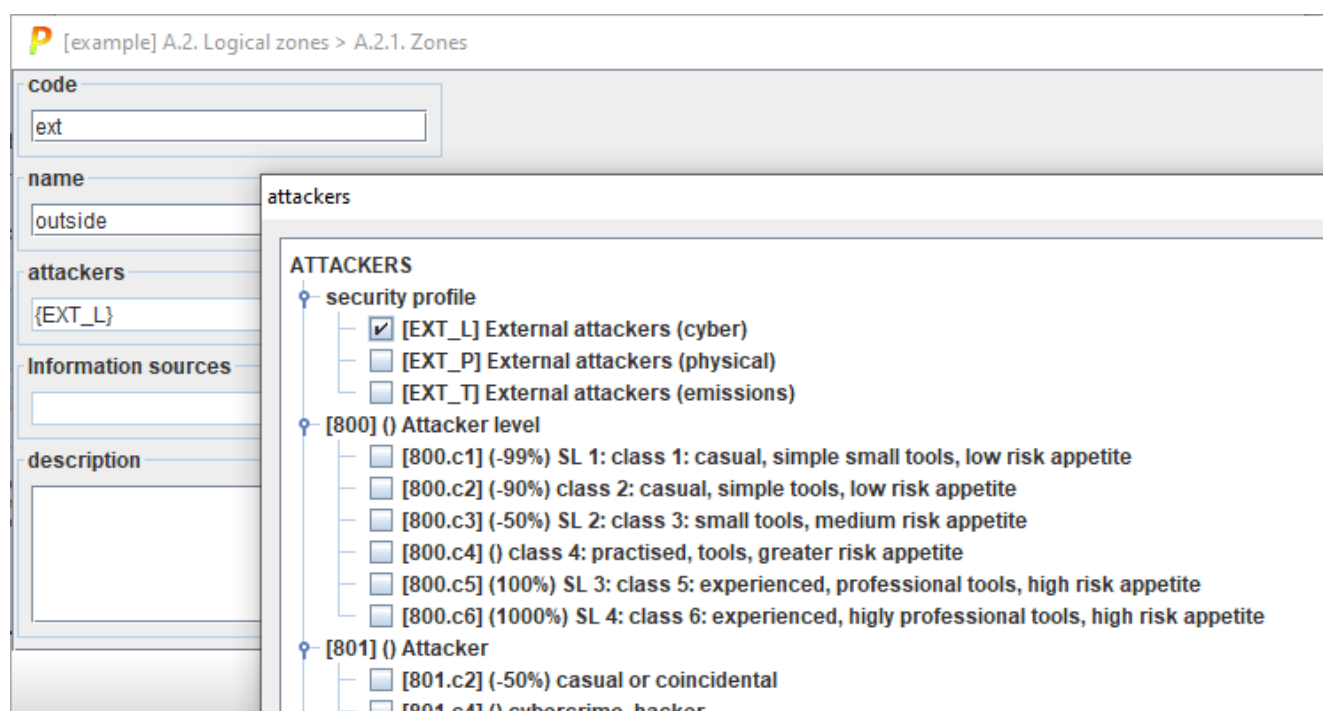 P [example] A.2. Logical zones > A.2.1. Zones
code
ext
name
outside
attackers
{EXT_L}
Information sources
description
attackers
ATTACKERS
security profile
[EXT_L] External attackers (cyber)
[EXT_P] External attackers (physical)
[EXT_T] External attackers (emissions)
[800] () Attacker level
[800.c1] (-99%) SL 1: class 1: casual, simple small tools, low risk appetite
[800.c2] (-90%) class 2: casual, simple tools, low risk appetite
[800.c3] (-50%) SL 2: class 3: small tools, medium risk appetite
[800.c4] () class 4: practised, tools, greater risk appetite
[800.c5] (100%) SL 3: class 5: experienced, professional tools, high risk appetite
[800.c6] (1000%) SL 4: class 6: experienced, higly professional tools, high risk appetite
[801] () Attacker
[801.c2] (-50%) casual or coincidental
[801.c4] () cybercrime, hacker